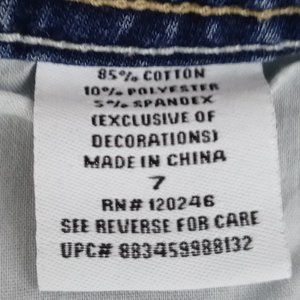 85% COTTON
10% POLYESTER
5% SPANDEX
(EXCLUSIVE OF
DECORATIONS)
MADE IN CHINA
7
RN# 120246
SEE REVERSE FOR CARE
UPC# 883459988132